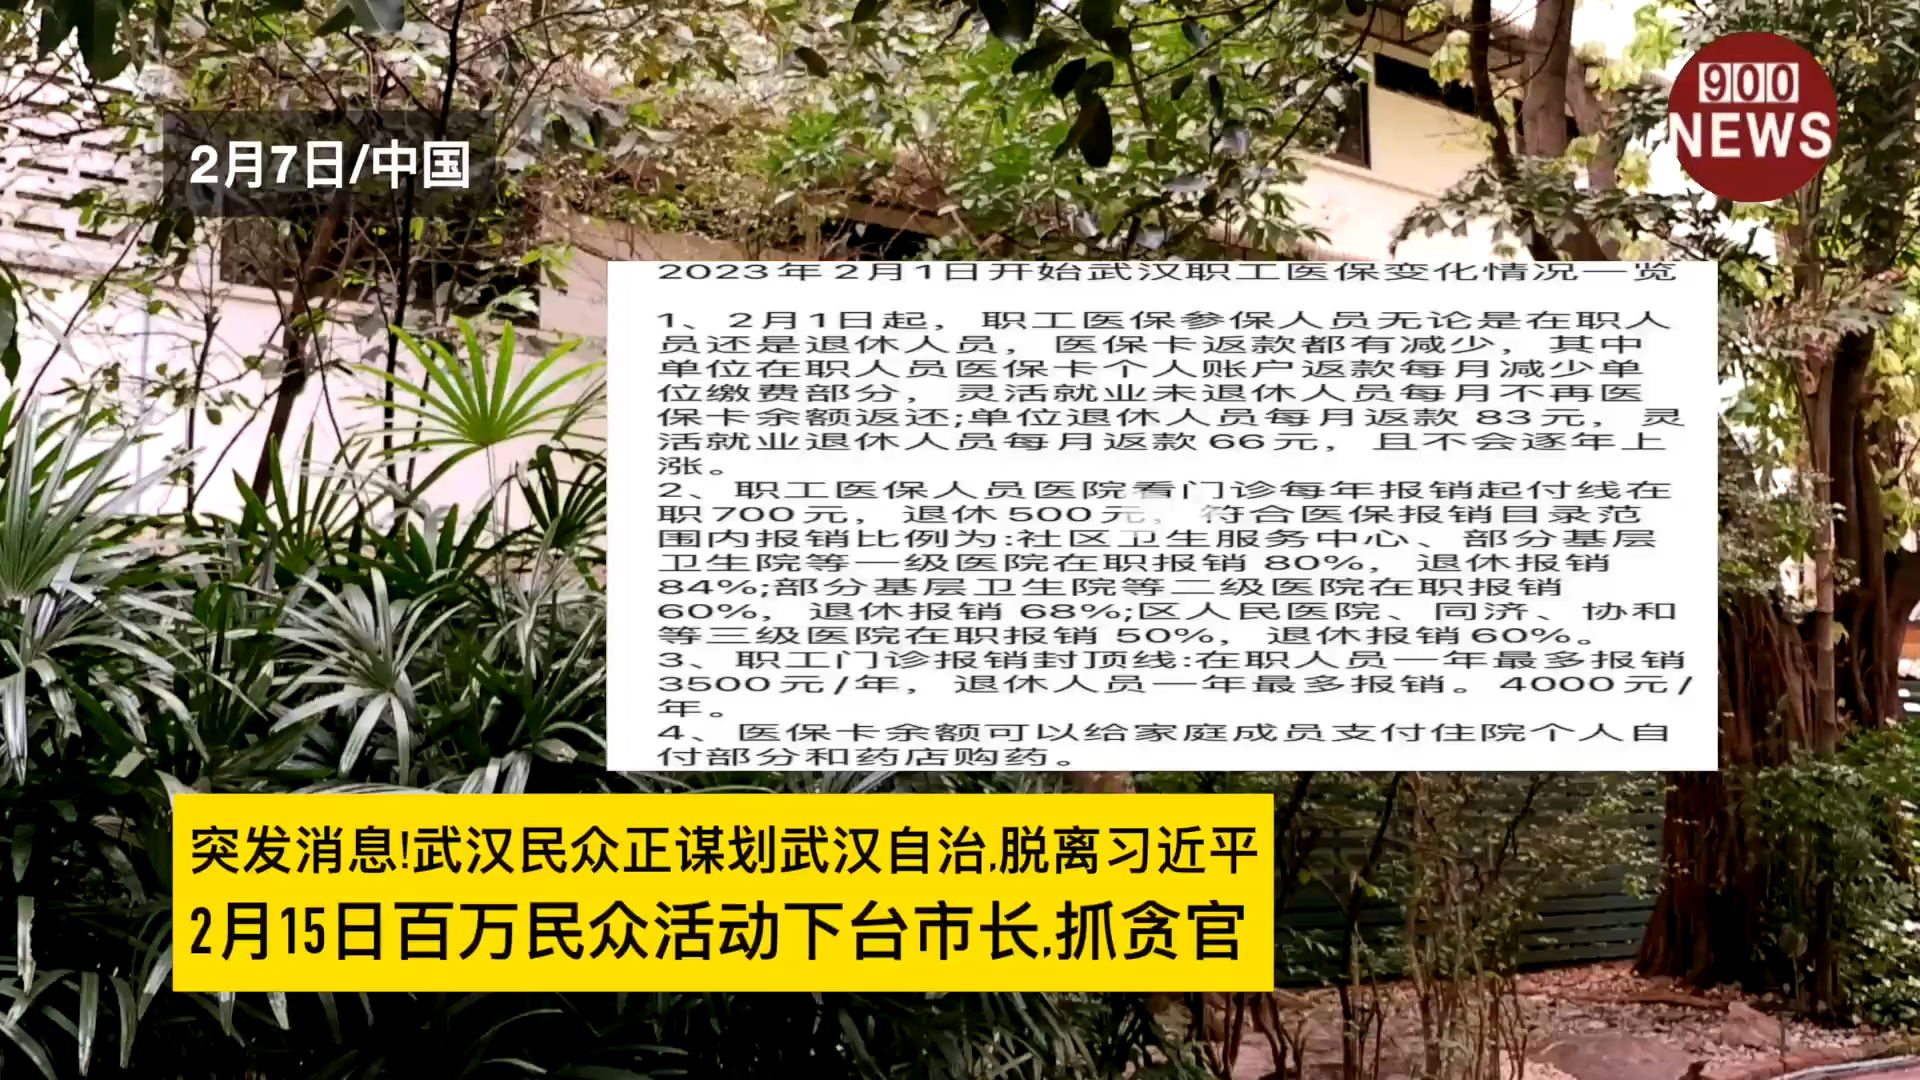 900
NEWS
2月7日/中国
2023年2月1日开始武汉职工医保变化情况一览
1、2月1日起，职工医保参保人员无论是在职人
员还是退休人员，医保卡返款都有减少，其中
单位在职人员医保卡个人账户返款每月减少单
位缴费部分，灵活就业未退休人员每月不再医
保卡余额返还;单位退休人员每月返款 83元，灵
活就业退休人员每月返款66元，且不会逐年上
涨。
2、职工医保人员医院看门诊每年报销起付线在
职700元，退休500元，符合医保报销目录范
围内报销比例为:社区卫生服务中心、部分基层
卫生院等一级医院在职报销 80%，退休报销
84%;部分基层卫生院等二级医院在职报销
60%，退休报销 68%;区人民医院、同济、协和
等三级医院在职报销 50%，退休报销60%。
3、职工门诊报销封顶线:在职人员一年最多报销
3500元/年，退休人员一年最多报销。4000元/
年。
4、医保卡余额可以给家庭成员支付住院个人自
付部分和药店购药。
突发消息!武汉民众正谋划武汉自治,脱离习近平
2月15日百万民众活动下台市长,抓贪官